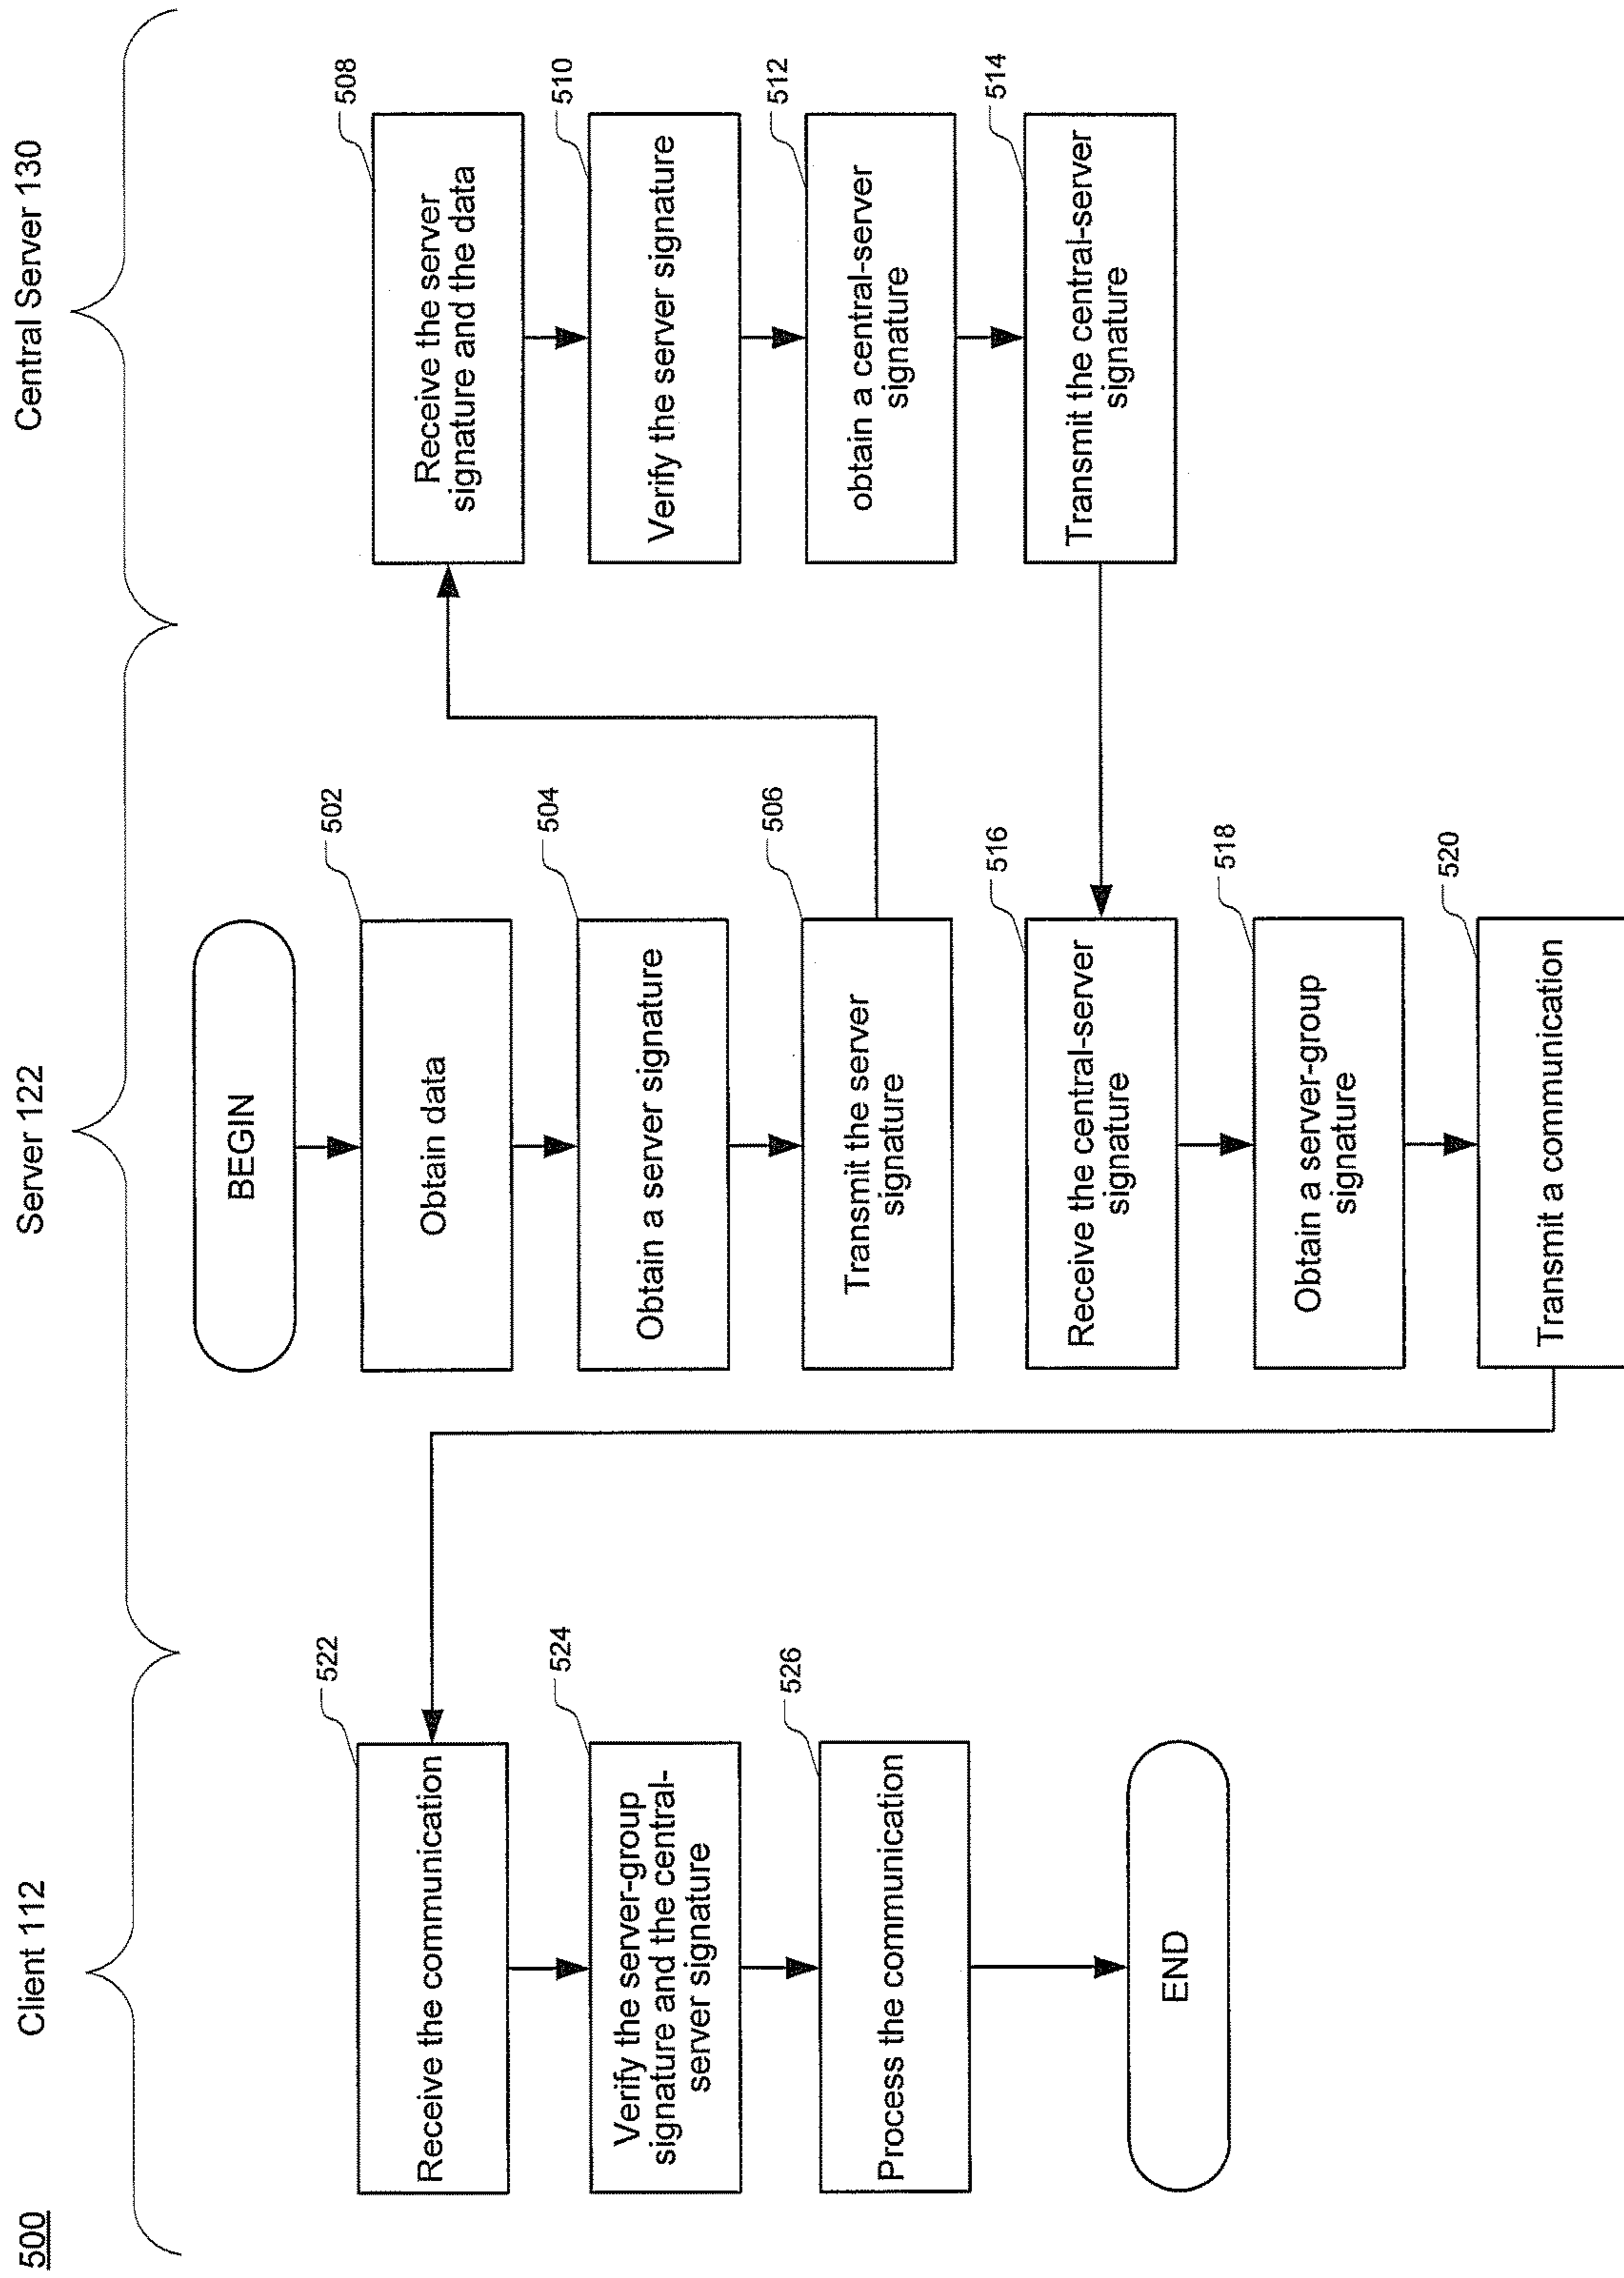 500
Client 112
Server 122
Central Server 130
522
Receive the communication
524
Verify the server-group
signature and the central-
server signature
526
Process the communication
END
BEGIN
502
Obtain data
504
Obtain a server signature
506
Transmit the server
signature
516
Receive the central-server
signature
518
Obtain a server-group
signature
520
Transmit a communication
508
Receive the server
signature and the data
510
Verify the server signature
512
obtain a central-server
signature
514
Transmit the central-server
signature